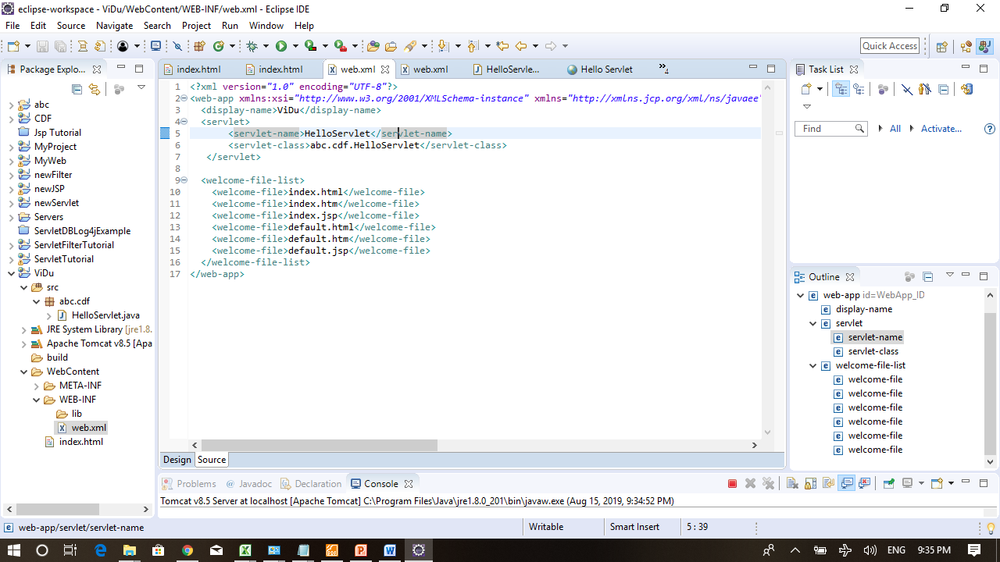 eclipse-workspace - ViDu/WebContent/WEB-INF/web.xml - Eclipse IDE
File Edit Source Navigate Search Project Run Window Help
Quick Access
Package Explo...
index.html index.html web.xml web.xml HelloServle... Hello Servlet 4
Task List
abc
CDF
Jsp Tutorial
MyProject
MyWeb
newFilter
newJSP
newServlet
Servers
ServletDBLog4jExample
ServletFilterTutorial
ServletTutorial
ViDu
src
abc.cdf
HelloServlet.java
JRE System Library [jre1.8.
Apache Tomcat v8.5 [Apa
build
WebContent
META-INF
WEB-INF
lib
web.xml
index.html
1 <?xml version="1.0" encoding="UTF-8"?>
2 <web-app xmlns:xsi="http://www.w3.org/2001/XMLSchema-instance" xmlns="http://xmlns.jcp.org/xml/ns/javaee"
3 <display-name>ViDu</display-name>
4 <servlet>
5 <servlet-name>HelloServlet</servlet-name>
6 <servlet-class>abc.cdf.HelloServlet</servlet-class>
7 </servlet>
8
9 <welcome-file-list>
10 <welcome-file>index.html</welcome-file>
11 <welcome-file>index.htm</welcome-file>
12 <welcome-file>index.jsp</welcome-file>
13 <welcome-file>default.html</welcome-file>
14 <welcome-file>default.htm</welcome-file>
15 <welcome-file>default.jsp</welcome-file>
16 </welcome-file-list>
17 </web-app>
Design Source
Find All Activate...
Outline
web-app id=WebApp_ID
display-name
servlet
servlet-name
servlet-class
welcome-file-list
welcome-file
welcome-file
welcome-file
welcome-file
welcome-file
welcome-file
Problems @ Javadoc Declaration Console
Tomcat v8.5 Server at localhost [Apache Tomcat] C:\Program Files\Java\jre1.8.0_201\bin\javaw.exe (Aug 15, 2019, 9:34:52 PM)
web-app/servlet/servlet-name Writable Smart Insert 5 : 39
ENG 9:35 PM